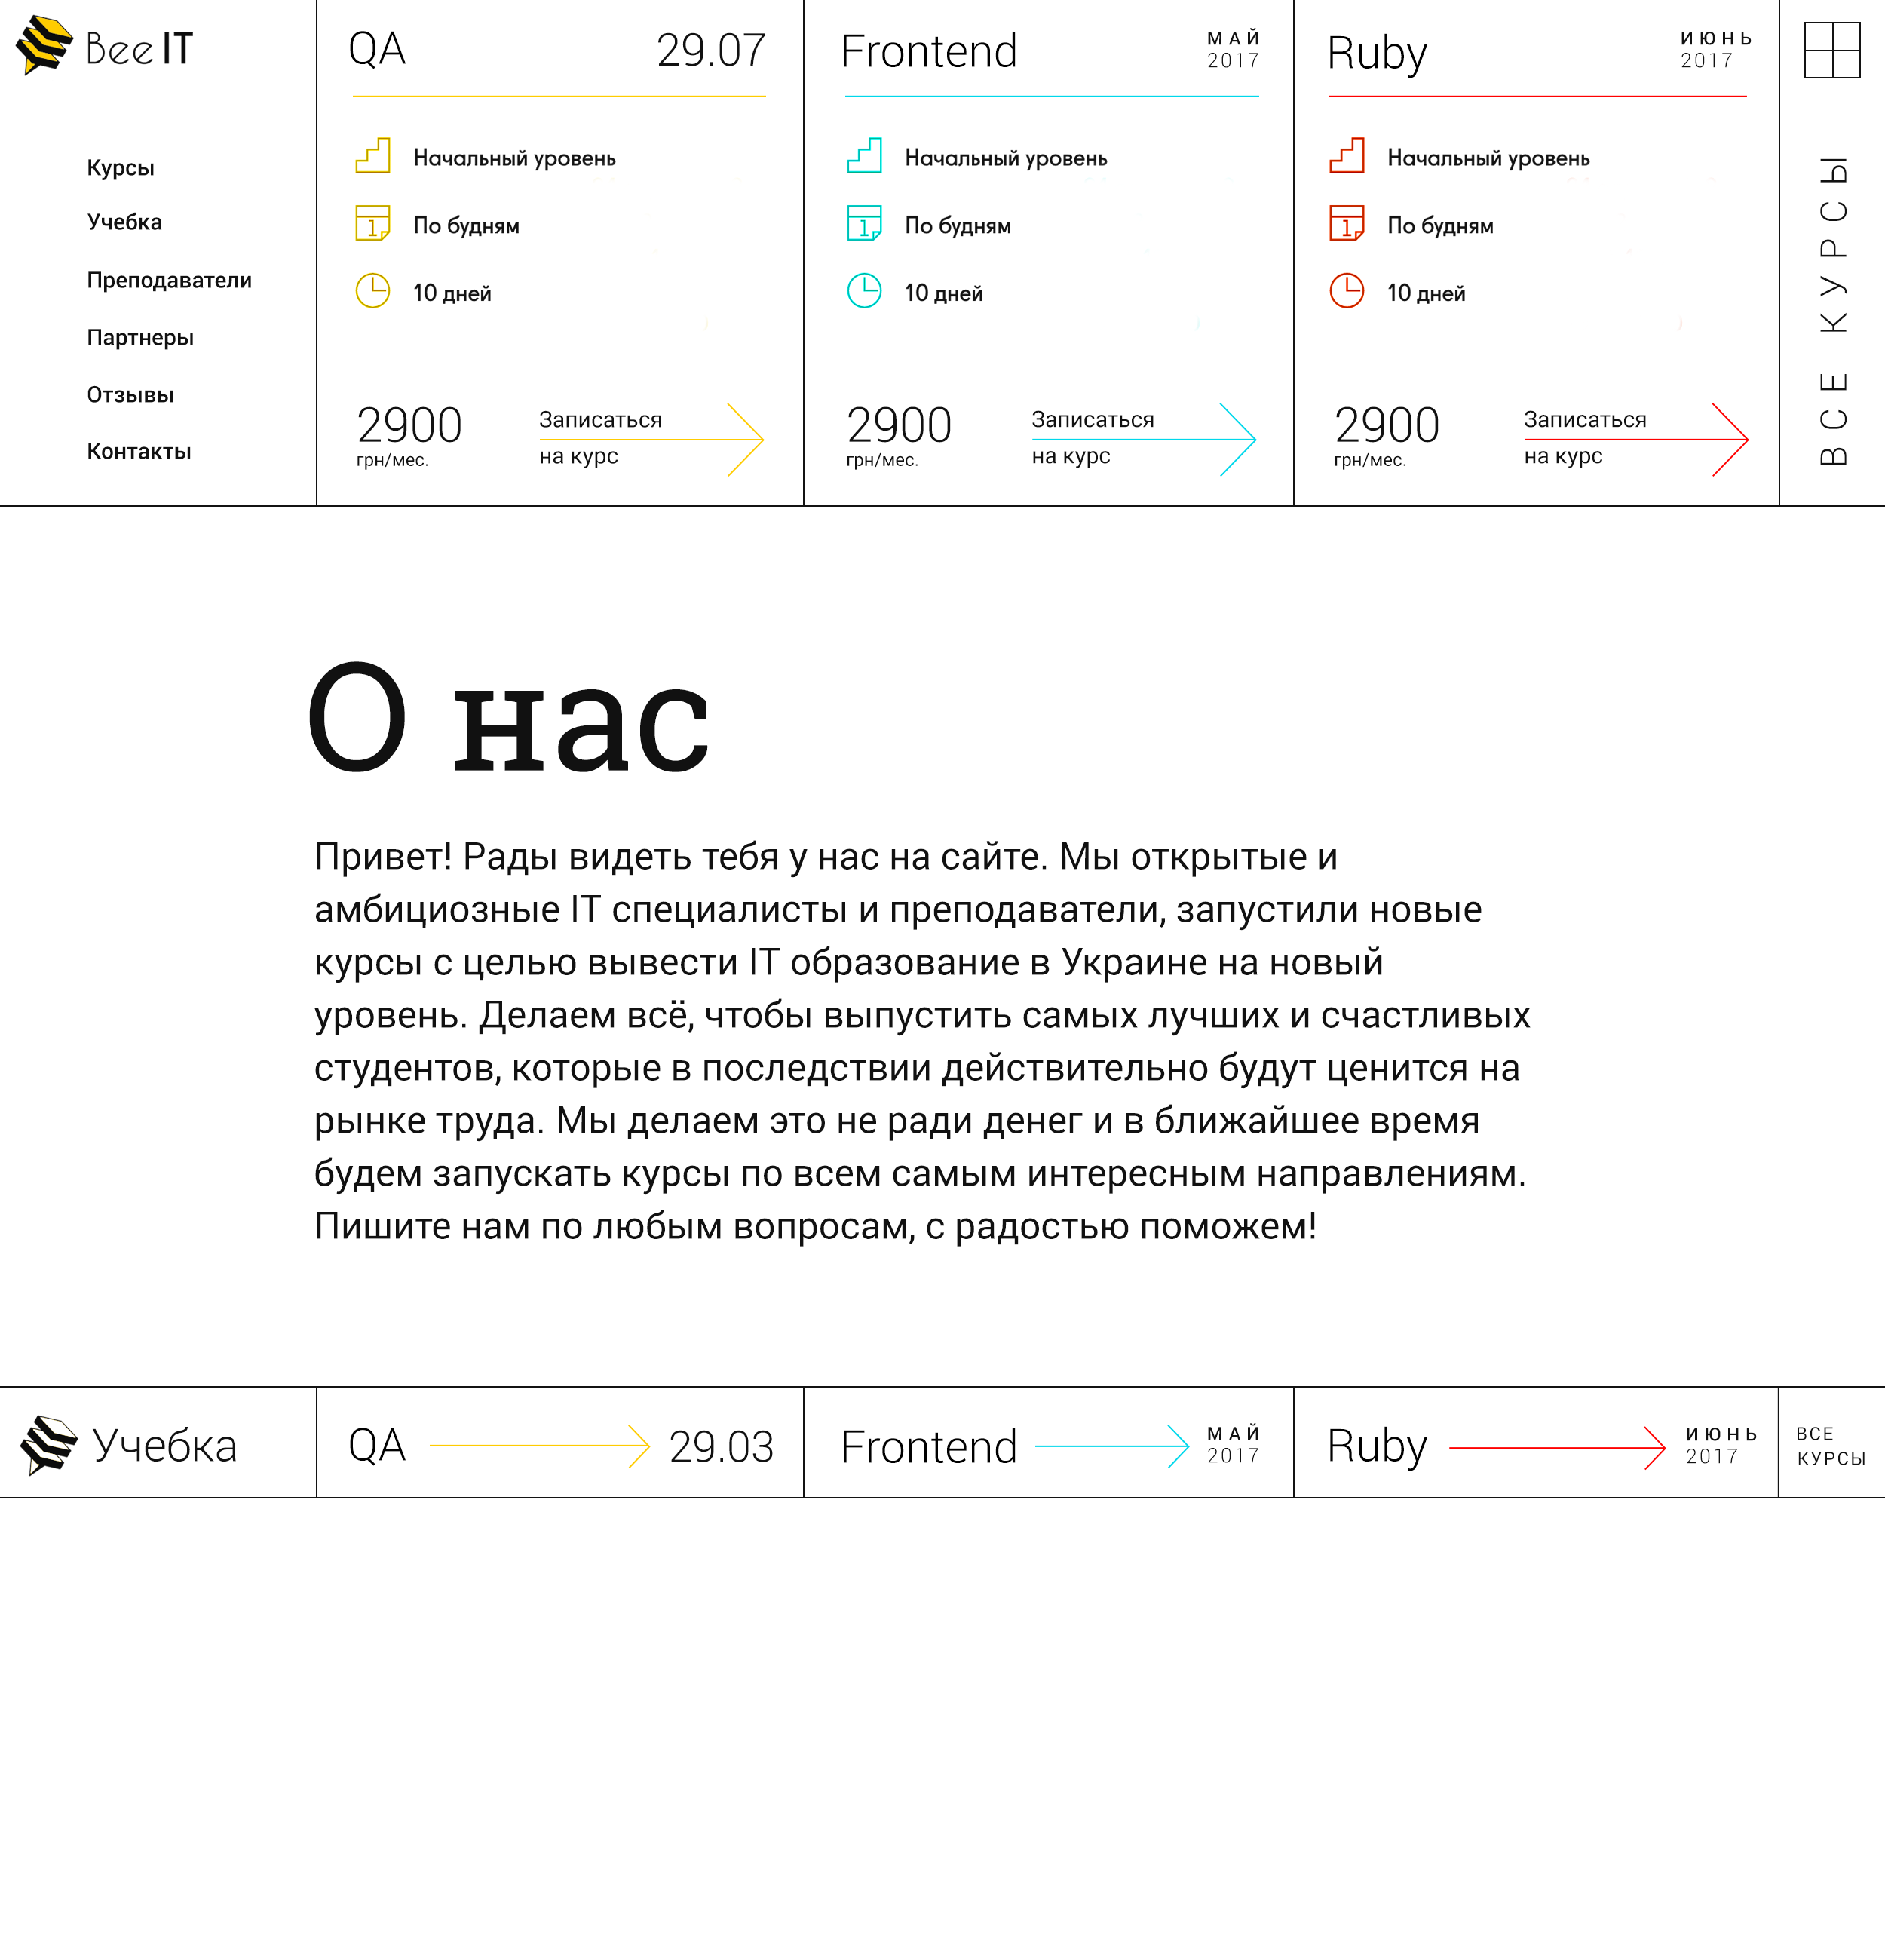 Bee IT
Курсы
Учебка
Преподаватели
Партнеры
Отзывы
Контакты
QA
29.07
Начальный уровень
1
По будням
10 дней
2900
грн/мес.
Записаться
на курс
Frontend
МАЙ
2017
Начальный уровень
1
По будням
10 дней
2900
грн/мес.
Записаться
на курс
Ruby
ИЮНЬ
2017
Начальный уровень
1
По будням
10 дней
2900
грн/мес.
Записаться
на курс
ВСЕ КУРСЫ
О нас
Привет! Рады видеть тебя у нас на сайте. Мы открытые и
амбициозные IT специалисты и преподаватели, запустили новые
курсы с целью вывести IT образование в Украине на новый
уровень. Делаем всё, чтобы выпустить самых лучших и счастливых
студентов, которые в последствии действительно будут ценится на
рынке труда. Мы делаем это не ради денег и в ближайшее время
будем запускать курсы по всем самым интересным направлениям.
Пишите нам по любым вопросам, с радостью поможем!
Учебка
QA
29.03
Frontend
МАЙ
2017
Ruby
ИЮНЬ
2017
ВСЕ
КУРСЫ